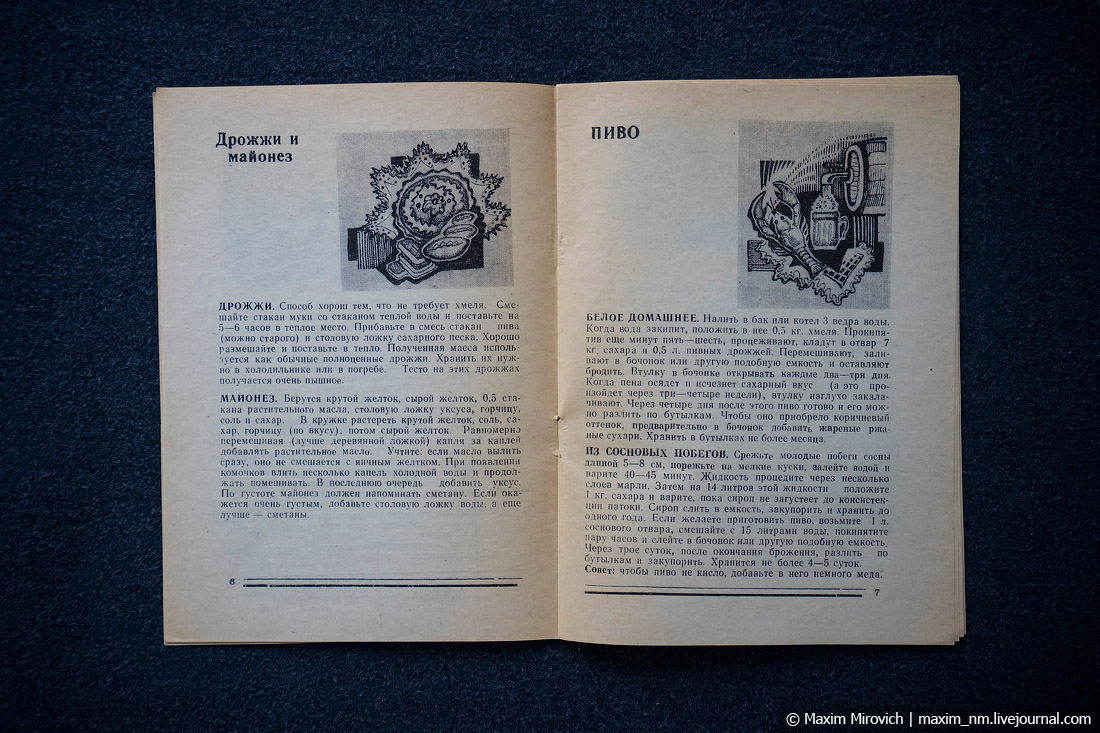 Дрожжи и
майонез
ДРОЖЖИ. Способ хорош тем, что не требует хмеля. Сме-
шайте стакан муки со стаканом теплой воды и поставьте на
5—6 часов в теплое место. Прибавьте в смесь стакан пива
(можно старого) и столовую ложку сахарного песка. Хорошо
размешайте и поставьте в тепло. Полученная масса исполь-
зуется как обычные полноценные дрожжи. Хранить их нуж-
но в холодильнике или в погребе. Тесто на этих дрожжах
получается очень пышное.
МАЙОНЕЗ. Берутся крутой желток, сырой желток, 0,5 ста-
кана растительного масла, столовую ложку уксуса, горчицу,
соль и сахар. В кружке растереть крутой желток, соль, са-
хар, горчицу (по вкусу), потом сырой желток. Равномерно
перемешивая (лучше деревянной ложкой) капля за каплей
добавлять растительное масло. Учтите: если масло вылить
сразу, оно не смешается с яичным желтком. При появлении
комочков влить несколько капель холодной воды и продол-
жать помешивать. В последнюю очередь добавить уксус.
По густоте майонез должен напоминать сметану. Если ока-
жется очень густым, добавьте столовую ложку воды, а еще
лучше — сметаны.
6
ПИВО
БЕЛОЕ ДОМАШНЕЕ. Налить в бак или котел 3 ведра воды.
Когда вода закипит, положить в нее 0,5 кг. хмеля. Прокипя-
тив еще минут пять—шесть, процеживают, кладут в отвар 7
кг. сахара и 0,5 л. пивных дрожжей. Перемешивают, зали-
вают в бочонок или другую подобную емкость и оставляют
бродить. Втулку в бочонке открывать каждые два—три дня.
Когда пена осядет и исчезнет сахарный вкус (а это про-
изойдет через три—четыре недели), втулку наглухо закала-
чивают. Через четыре дня после этого пиво готово и его мож-
но разлить по бутылкам. Чтобы оно приобрело коричневый
оттенок, предварительно в бочонок добавить жареные ржа-
ные сухари. Хранить в бутылках не более месяца.
ИЗ СОСНОВЫХ ПОБЕГОВ. Срежьте молодые побеги сосны
длиной 5—8 см, порежьте на мелкие куски, залейте водой и
варите 40—45 минут. Жидкость процедите через несколько
слоев марли. Затем на 14 литров этой жидкости положите
1 кг. сахара и варите, пока сироп не загустеет до консистен-
ции патоки. Сироп слить в емкость, закупорить и хранить до
одного года. Если желаете приготовить пиво, возьмите 1 л.
соснового отвара, смешайте с 15 литрами воды, покипятите
пару часов и слейте в бочонок или другую подобную емкость.
Через трое суток, после окончания брожения, разлить по
бутылкам и закупорить. Хранится не более 4—5 суток.
Совет: чтобы пиво не кисло, добавьте в него немного меда.
7
© Maxim Mirovich | maxim_nm.livejournal.com